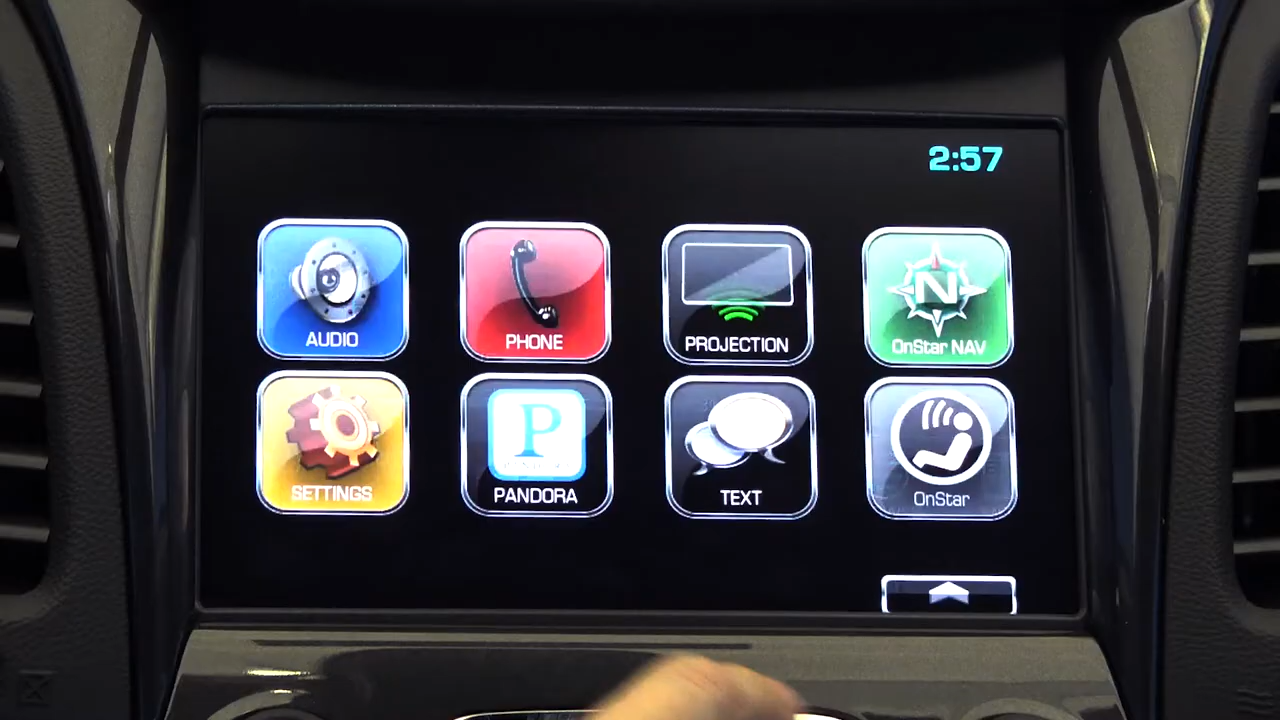 2:57
AUDIO
PHONE
PROJECTION
N
OnStar NAV
SETTINGS
P
PANDORA
TEXT
OnStar